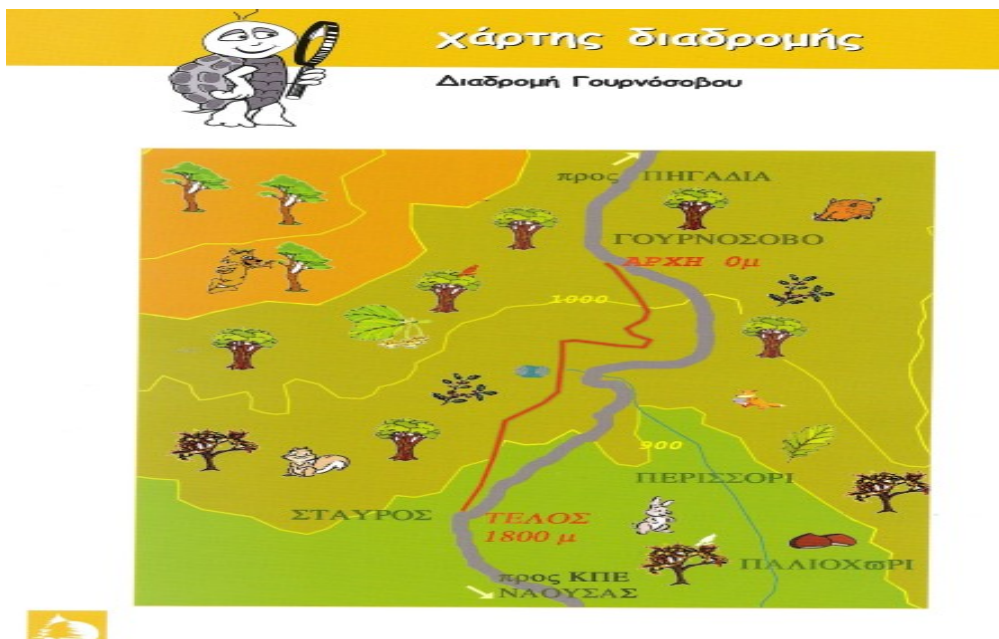 χάρτης διαδρομής
Διαδρομή Γουρνόσοβου
προς ΠΗΓΑΔΙΑ
ΓΟΥΡΝΟΣΟΒΟ
ΑΡΧΗ 0μ
1000
900
ΠΕΡΙΣΣΟΡΙ
ΣΤΑΥΡΟΣ
ΤΕΛΟΣ
1800 μ
ΠΑΛΙΟΧΩΡΙ
προς ΚΠΕ
ΝΑΟΥΣΑΣ